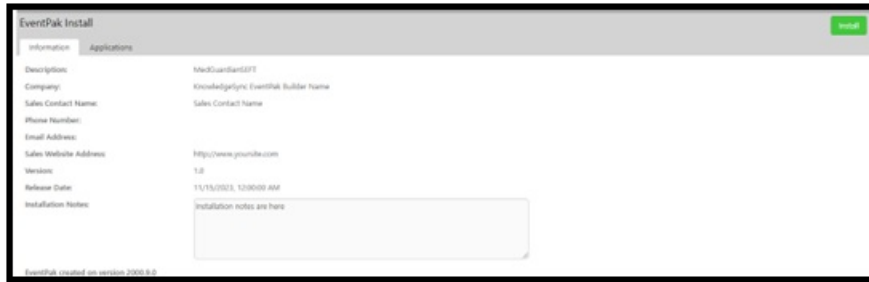 EventPak Install
Install
Information Applications
Description: MedGuardianSEFT
Company: KnowledgeSync EventPak Builder Name
Sales Contact Name: Sales Contact Name
Phone Number:
Email Address:
Sales Website Address: http://www.yoursite.com
Version: 1.0
Release Date: 11/15/2023, 12:00:00 AM
Installation Notes: Installation notes are here
EventPak created on version 2000.8.0